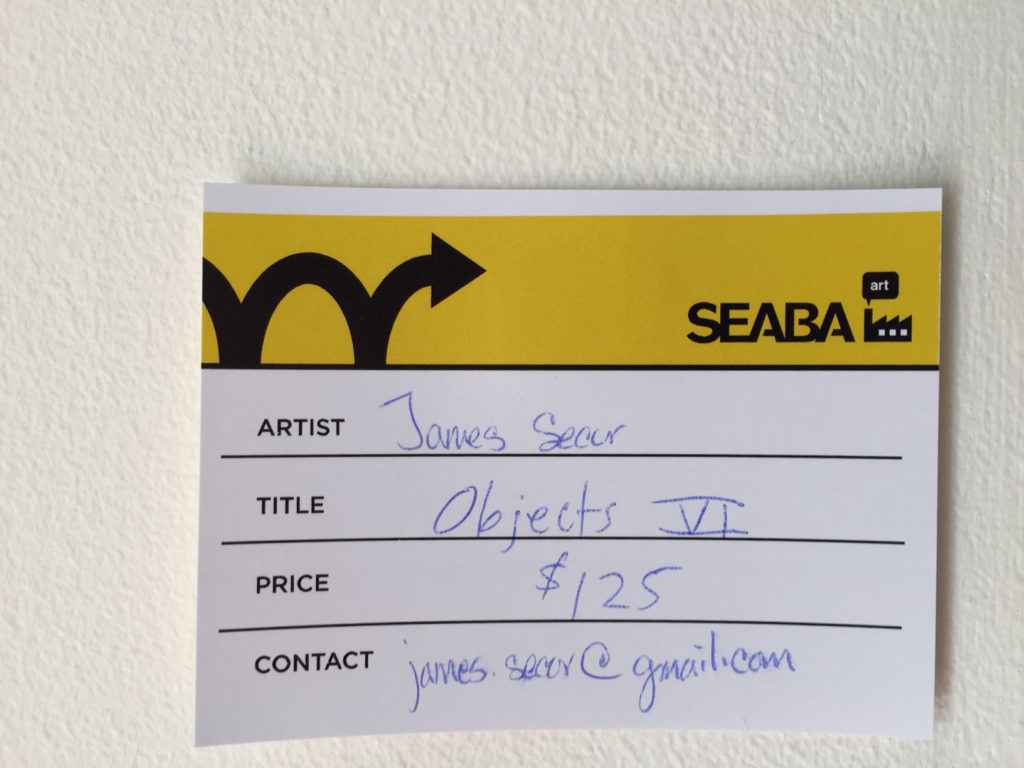 art
SEABA
ARTIST James Secor
TITLE Objects VI
PRICE $125
CONTACT james.secor@gmail.com